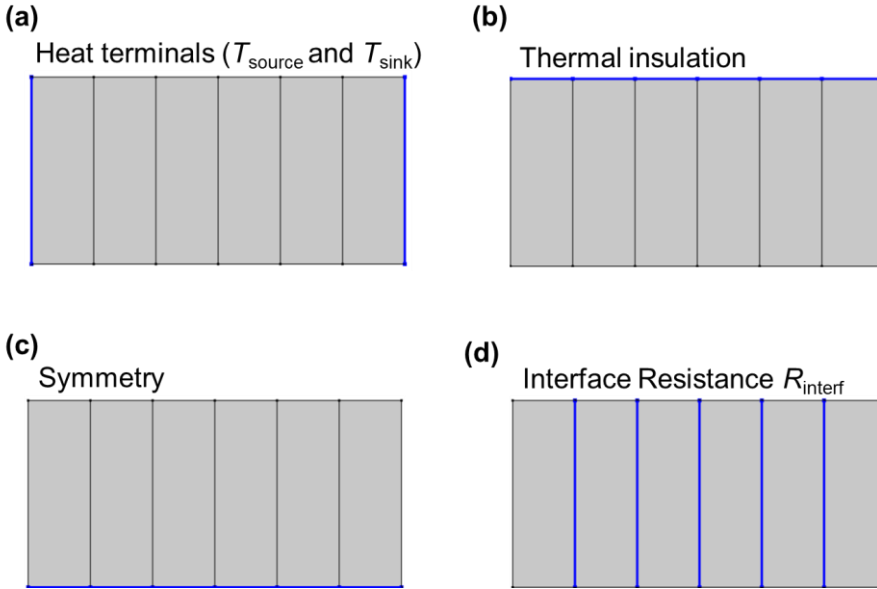 (a)
Heat terminals (Tsource and Tsink)
(b)
Thermal insulation
(c)
Symmetry
(d)
Interface Resistance Rinterf